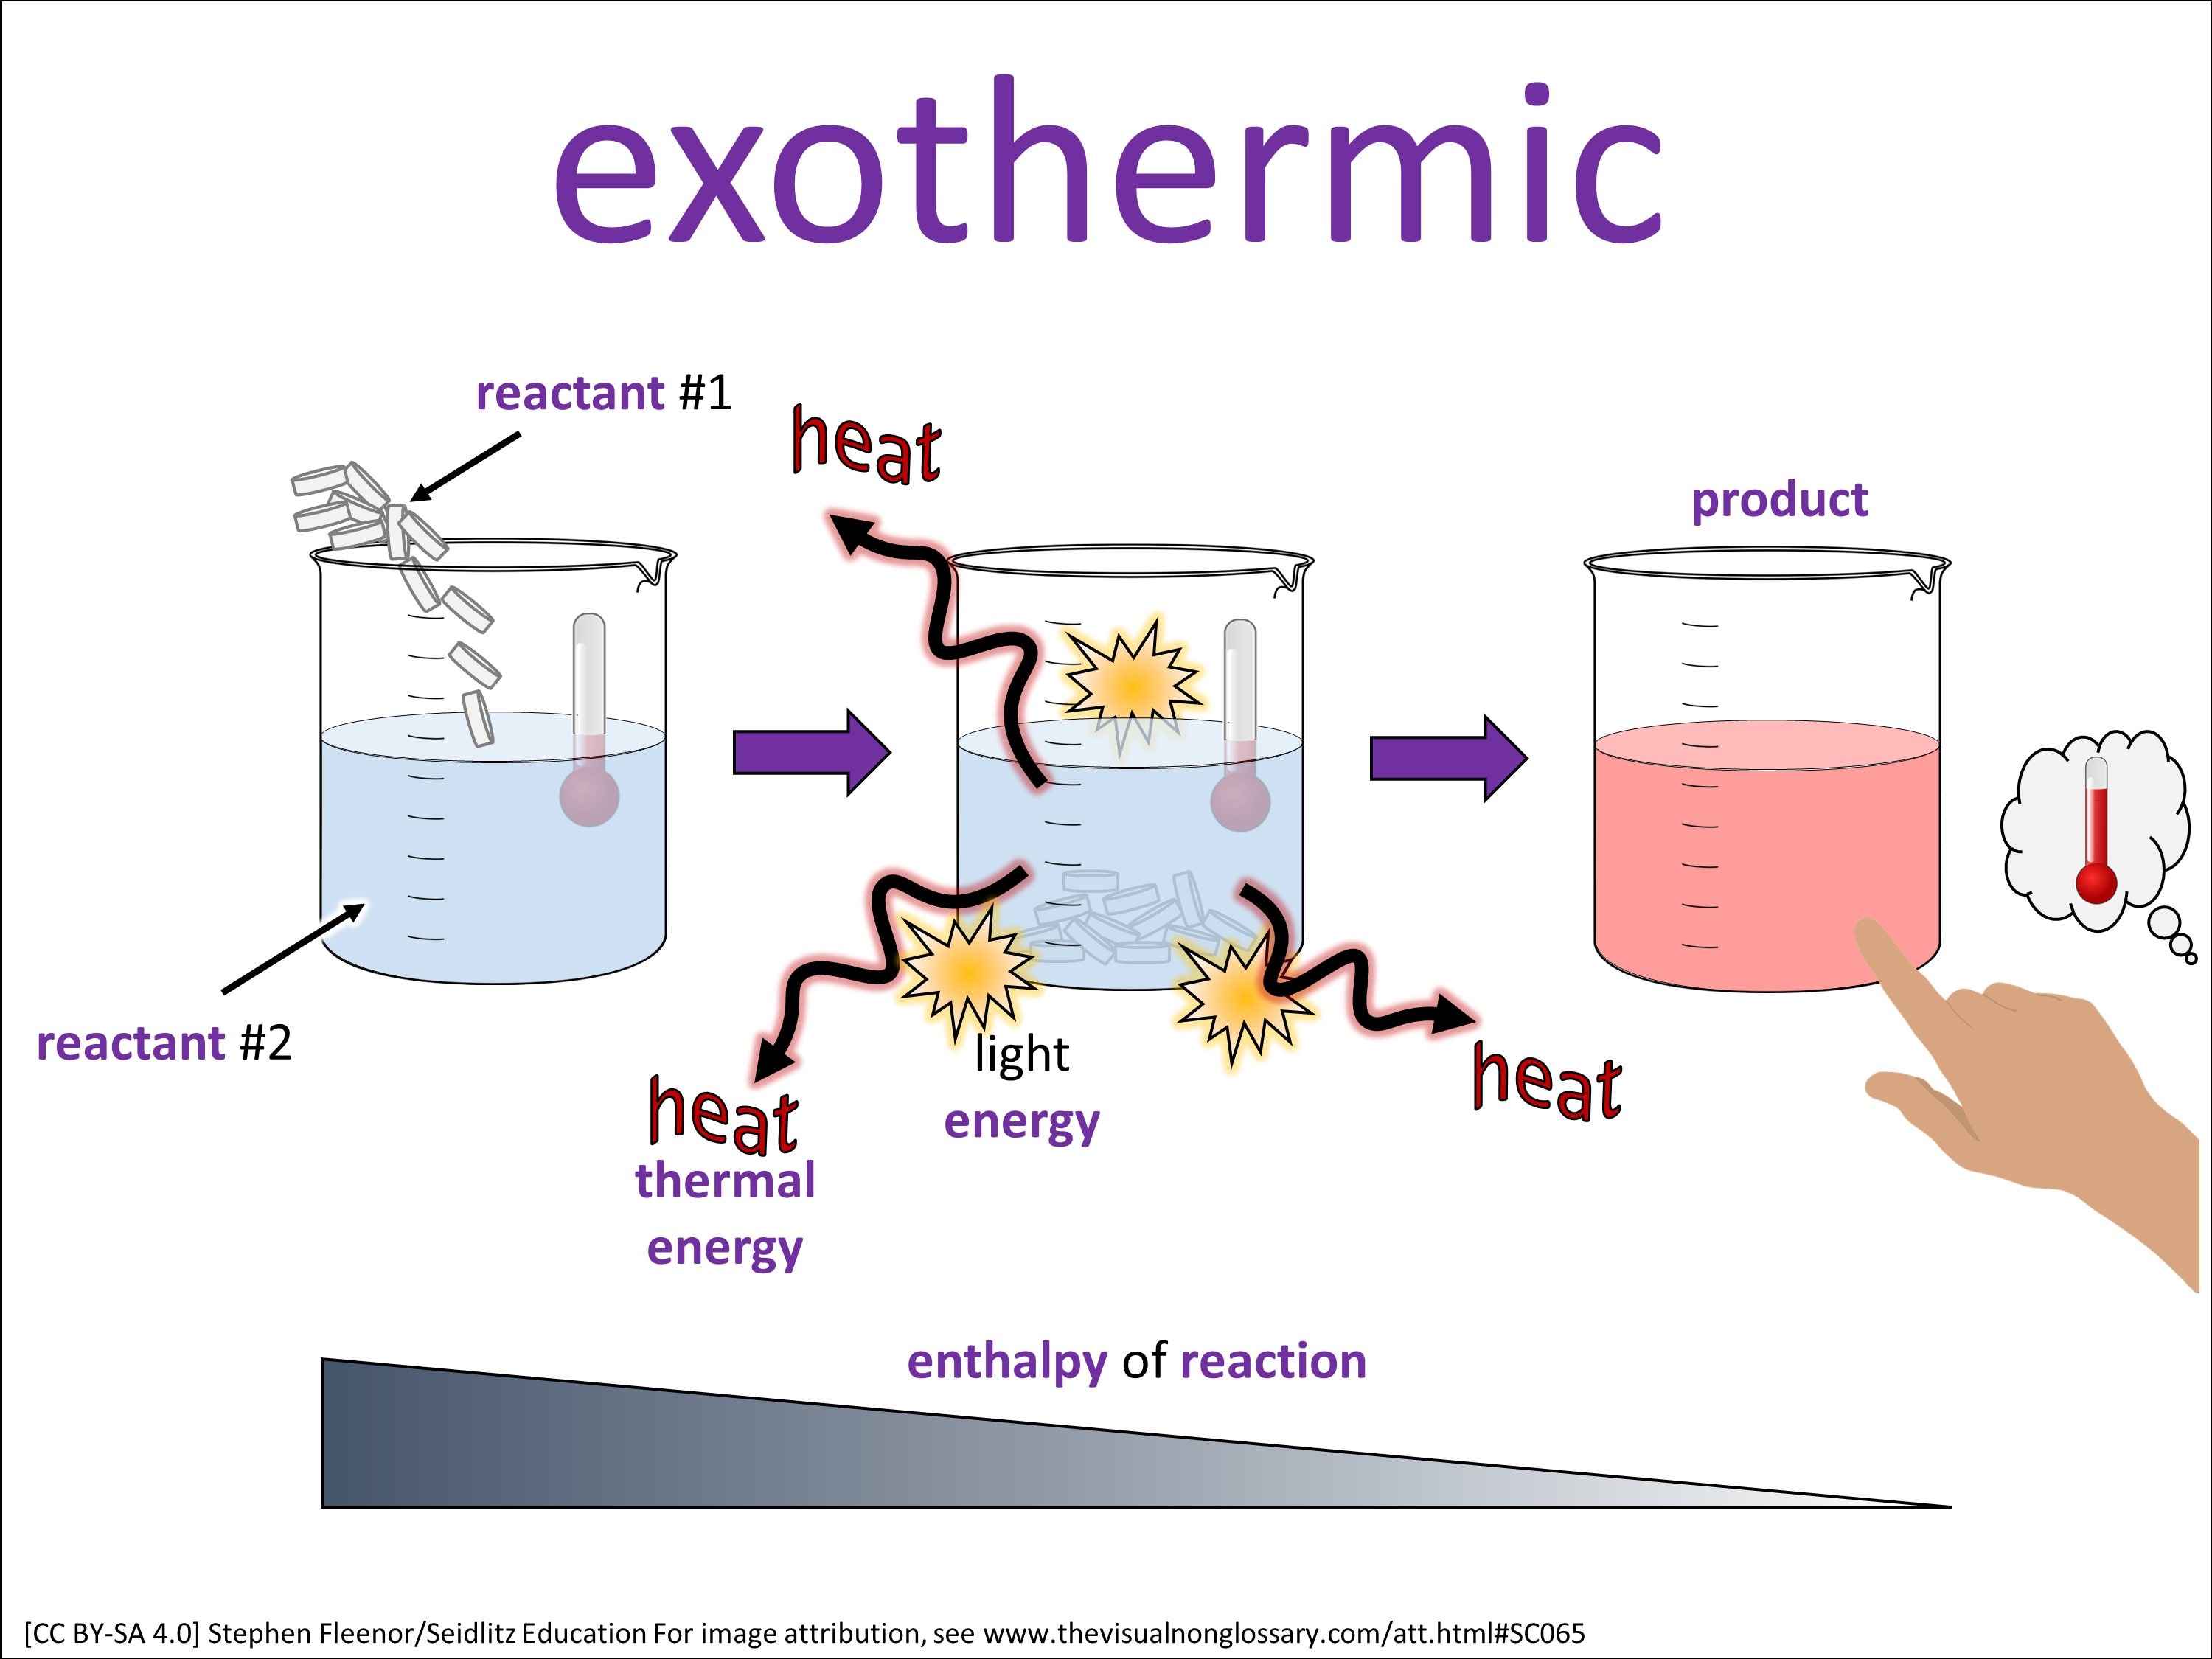 exothermic
reactant #1
heat
product
reactant #2
light
energy
heat
heat
thermal
energy
enthalpy of reaction
[CC BY-SA 4.0] Stephen Fleenor/Seidlitz Education For image attribution, see www.thevisualnonglossary.com/att.html#SC065